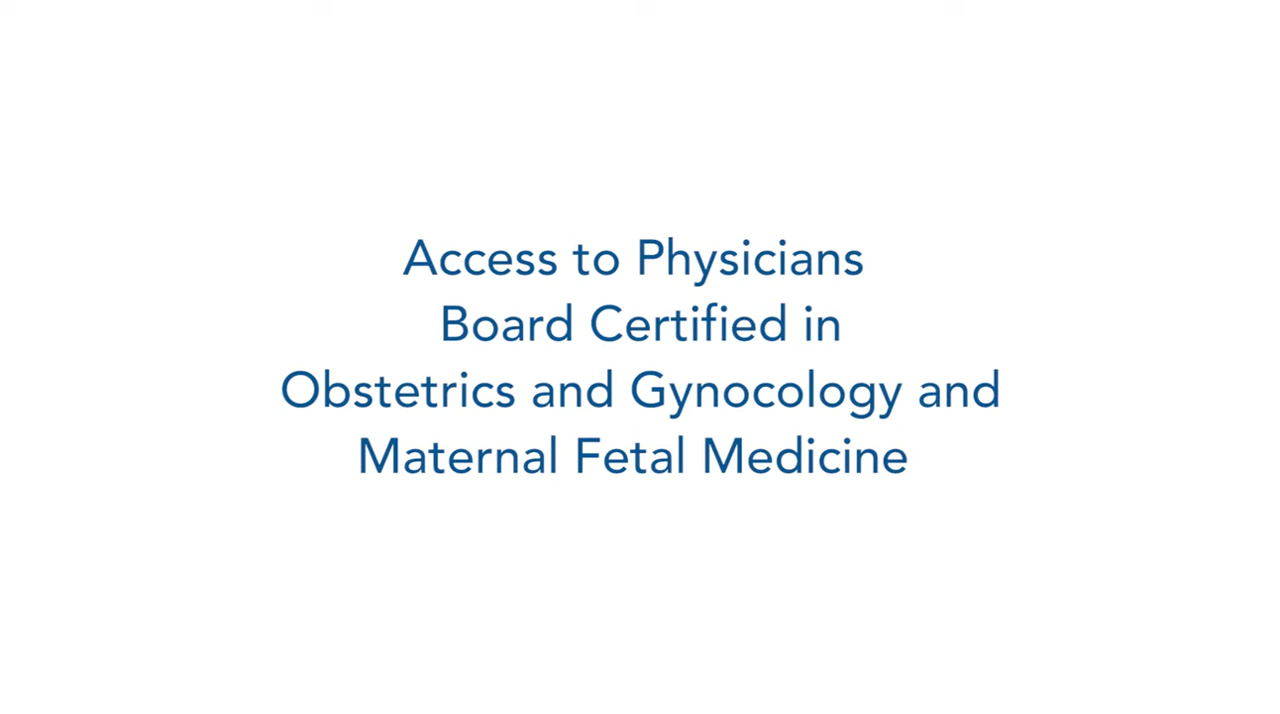 Access to Physicians
Board Certified in
Obstetrics and Gynocology and
Maternal Fetal Medicine